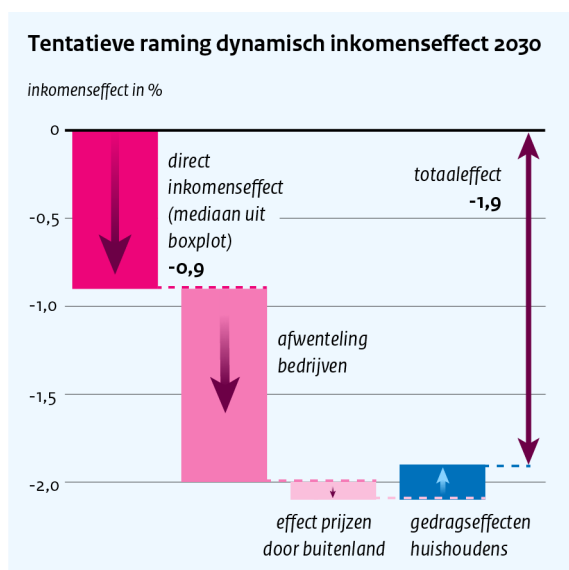 Tentatieve raming dynamisch inkomenseffect 2030
inkomenseffect in %
0
-0,5
-1,0
-1,5
-2,0
direct
inkomenseffect
(mediaan uit
boxplot)
-0,9
totaaleffect
-1,9
afwenteling
bedrijven
effect prijzen
door buitenland
gedragseffecten
huishoudens